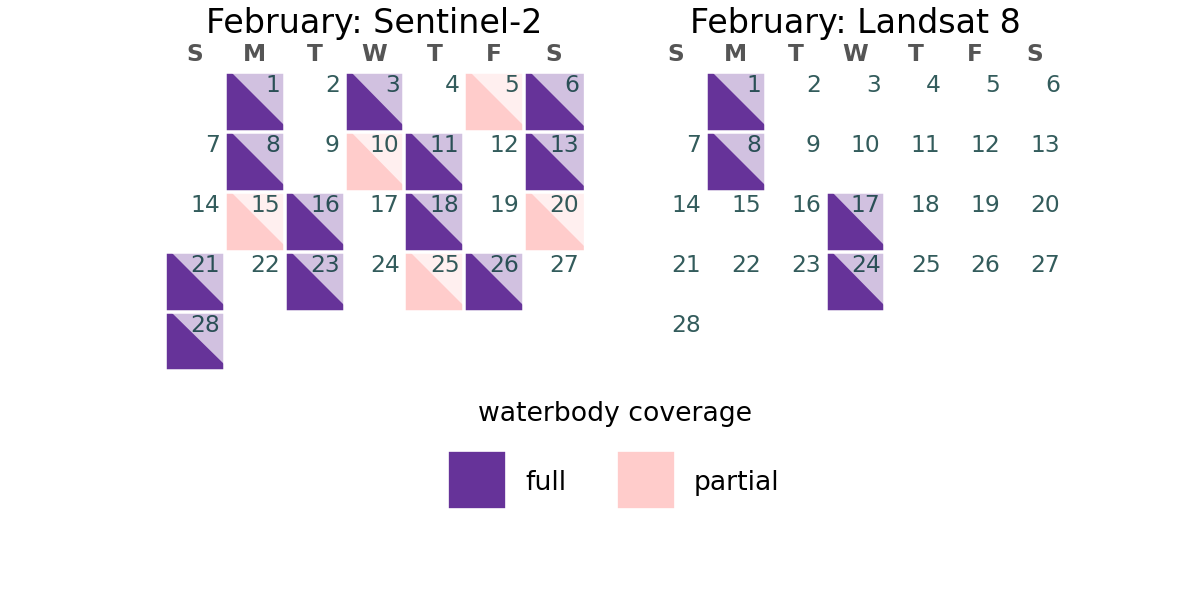 February: Sentinel-2
S M T W T F S
1 2 3 4 5 6
7 8 9 10 11 12 13
14 15 16 17 18 19 20
21 22 23 24 25 26 27
28
February: Landsat 8
S M T W T F S
1 2 3 4 5 6
7 8 9 10 11 12 13
14 15 16 17 18 19 20
21 22 23 24 25 26 27
28
waterbody coverage
full
partial